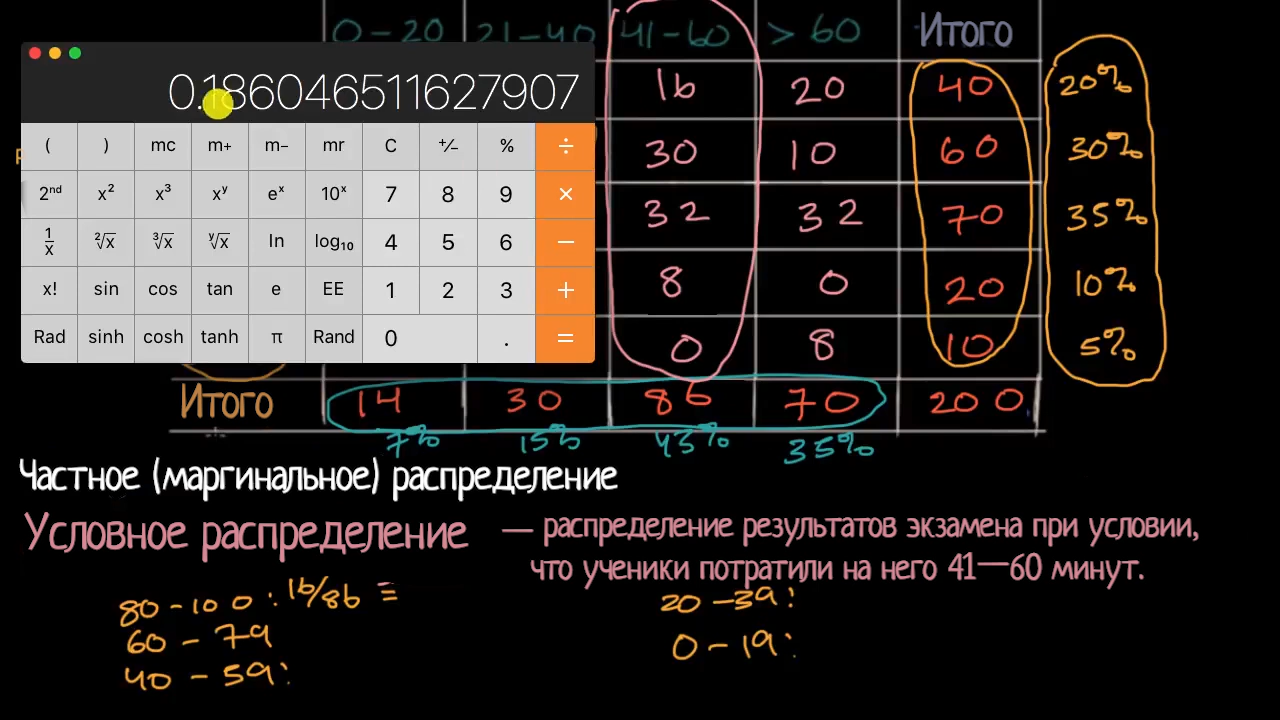 0-20 21-40 41-60 > 60 Итого
0.186046511627907
( ) mc m+ m- mr C +/- % ÷
2nd x² x³ xʸ eˣ 10ˣ 7 8 9 ×
1/x ²√x ³√x ʸ√x ln log₁₀ 4 5 6 −
x! sin cos tan e EE 1 2 3 +
Rad sinh cosh tanh π Rand 0 . =
16 20 40 20%
30 10 60 30%
32 32 70 35%
8 0 20 10%
0 8 10 5%
Итого 14 30 86 70 200
7% 15% 43% 35%
Частное (маргинальное) распределение
Условное распределение — распределение результатов экзамена при условии,
что ученики потратили на него 41—60 минут.
80-100: 16/86 =
60-79
40-59:
20-39:
0-19: